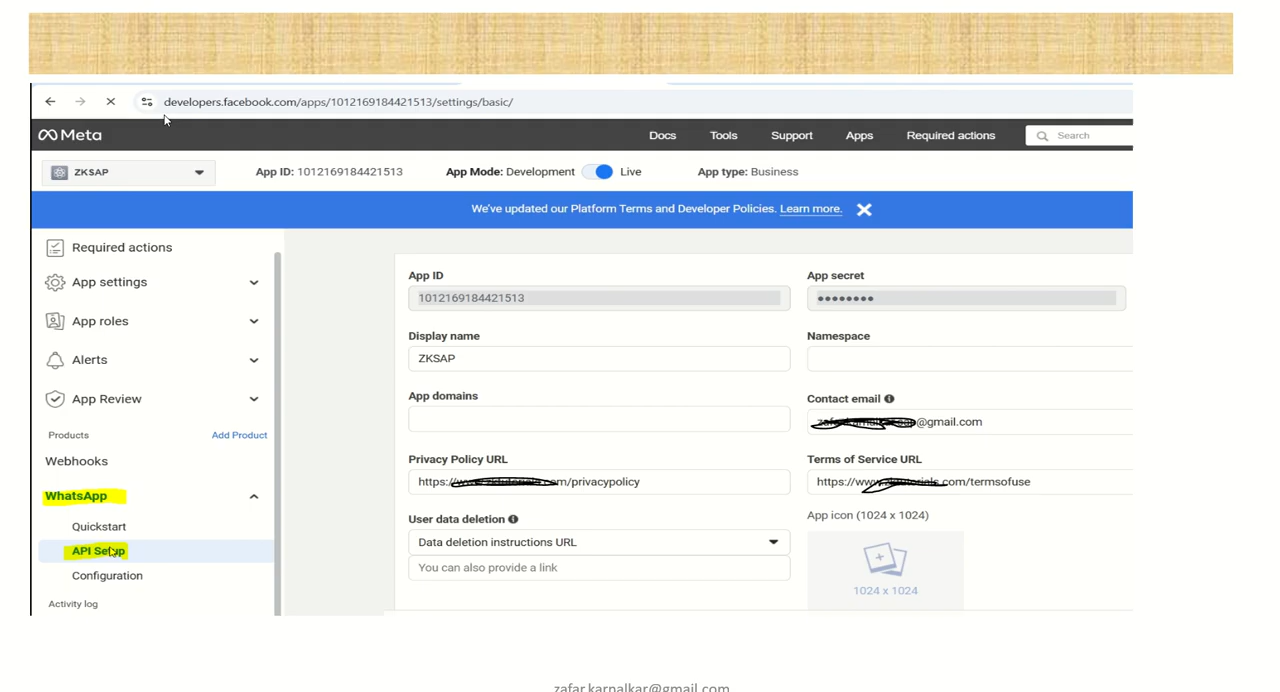 developers.facebook.com/apps/1012169184421513/settings/basic/
Meta
Docs Tools Support Apps Required actions Search
ZKSAP App ID: 1012169184421513 App Mode: Development Live App type: Business
We've updated our Platform Terms and Developer Policies. Learn more.
Required actions
App settings
App roles
Alerts
App Review
Products Add Product
Webhooks
WhatsApp
Quickstart
API Setup
Configuration
Activity log
App ID App secret
1012169184421513
Display name Namespace
ZKSAP
App domains Contact email
@gmail.com
Privacy Policy URL Terms of Service URL
https:// m/privacypolicy https://www. .com/termsofuse
User data deletion App icon (1024 x 1024)
Data deletion instructions URL
You can also provide a link
1024 x 1024
zafar.karpalkar@gmail.com